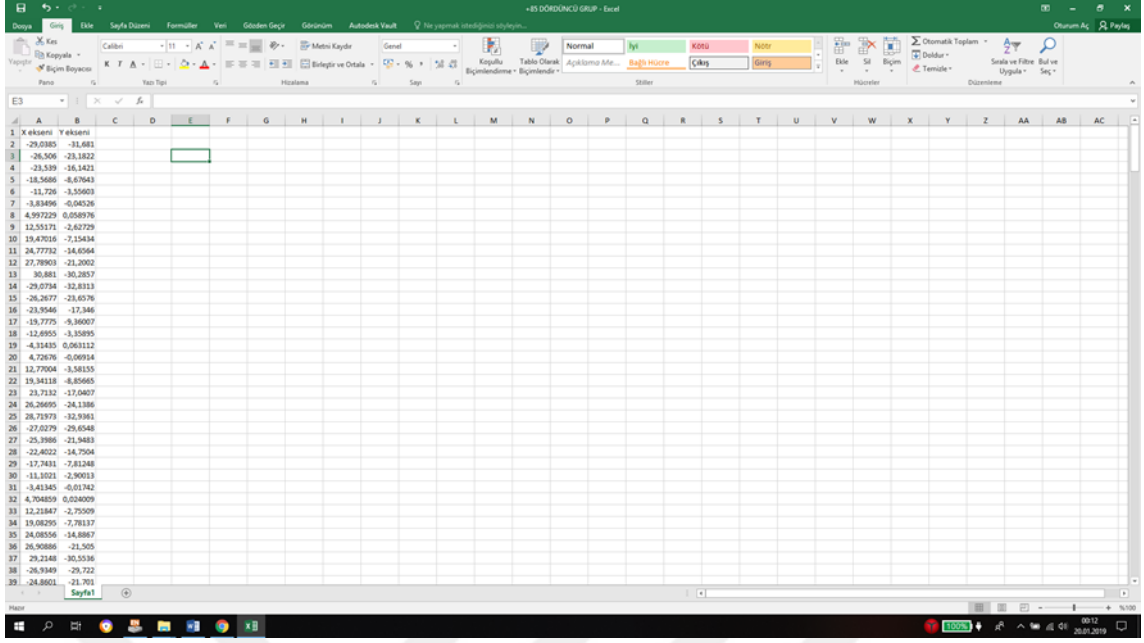 +85 DÖRDÜNCÜ GRUP - Excel
Dosya Giriş Ekle Sayfa Düzeni Formüller Veri Gözden Geçir Görünüm Autodesk Vault Ne yapmak istediğinizi söyleyin... Oturum Aç Paylaş
Yapıştır
Kes
Kopyala
Biçim Boyacısı
Pano
Calibri 11
K T A
Yazı Tipi
Metni Kaydır
Birleştir ve Ortala
Hizalama
Genel
Sayı
Koşullu Biçimlendirme
Tablo Olarak Biçimlendir
Normal İyi Kötü Nötr
Açıklama Me... Bağlı Hücre Çıkış Giriş
Stiller
Ekle Sil Biçim
Hücreler
Otomatik Toplam
Doldur
Temizle
Sırala ve Filtre Uygula
Bul ve Seç
Düzenleme
E3 fx
A B C D E F G H I J K L M N O P Q R S T U V W X Y Z AA AB AC
1 X ekseni Y ekseni
2 -29,0385 -31,681
3 -26,506 -23,1822
4 -23,539 -16,1421
5 -18,5686 -8,67643
6 -11,726 -3,55603
7 -3,83496 -0,04526
8 4,997229 0,058976
9 12,55171 -2,62729
10 19,47016 -7,15434
11 24,77732 -14,6564
12 27,78903 -21,2002
13 30,881 -30,2857
14 -29,0734 -32,8313
15 -26,2677 -23,6576
16 -23,9546 -17,346
17 -19,7775 -9,36007
18 -12,6955 -3,35895
19 -4,31435 0,063112
20 4,72676 -0,06914
21 12,77004 -3,58155
22 19,34118 -8,85665
23 23,7132 -17,0407
24 26,26695 -24,1386
25 28,71973 -32,9361
26 -27,0279 -29,6548
27 -25,3986 -21,9483
28 -22,4022 -14,7504
29 -17,7431 -7,81248
30 -11,1021 -2,90013
31 -3,41345 -0,01742
32 4,704859 0,024009
33 12,21847 -2,75509
34 19,08295 -7,78137
35 24,08556 -14,8867
36 26,90886 -21,505
37 29,2148 -30,5536
38 -26,9349 -29,722
39 -24,8601 -21,701
Sayfa1
Hazır %100
100% 00:12
20.01.2019